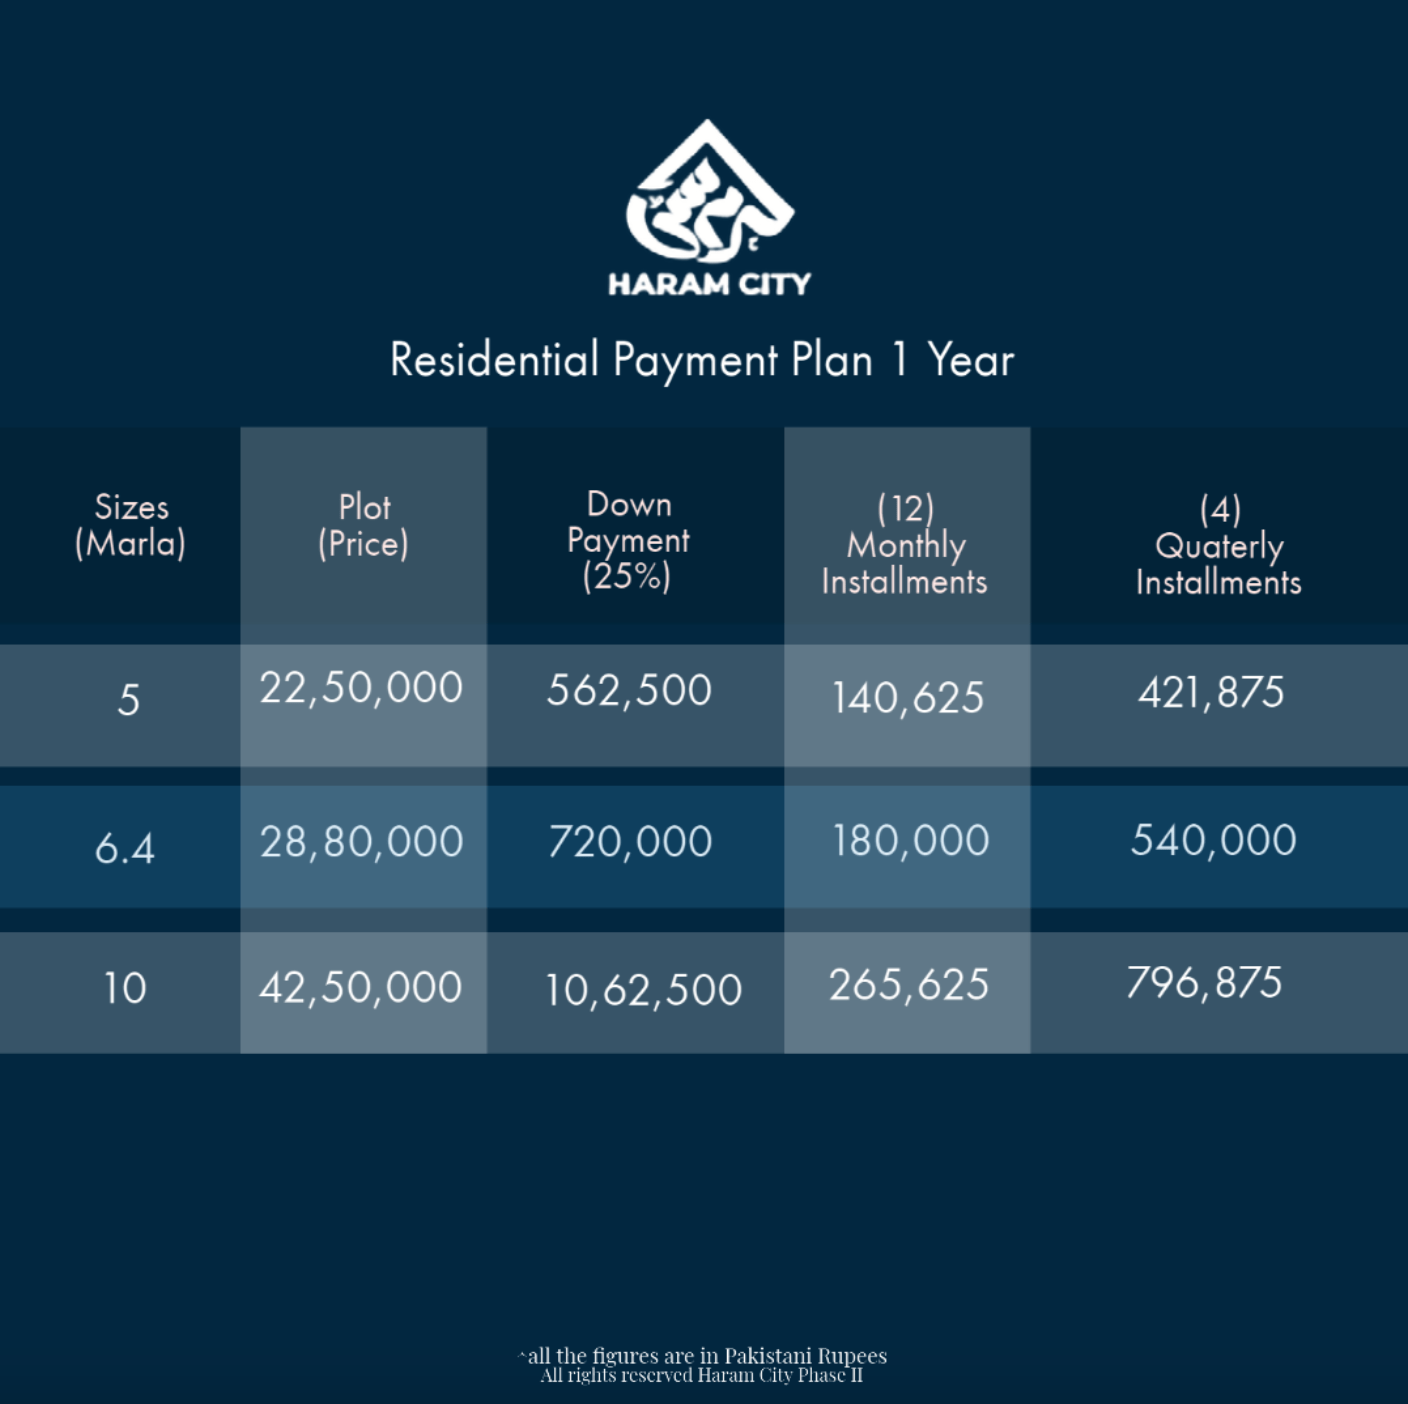 HARAM CITY
Residential Payment Plan 1 Year
Sizes
(Marla)
Plot
(Price)
Down
Payment
(25%)
(12)
Monthly
Installments
(4)
Quaterly
Installments
5
22,50,000
562,500
140,625
421,875
6.4
28,80,000
720,000
180,000
540,000
10
42,50,000
10,62,500
265,625
796,875
^all the figures are in Pakistani Rupees
All rights reserved Haram City Phase II